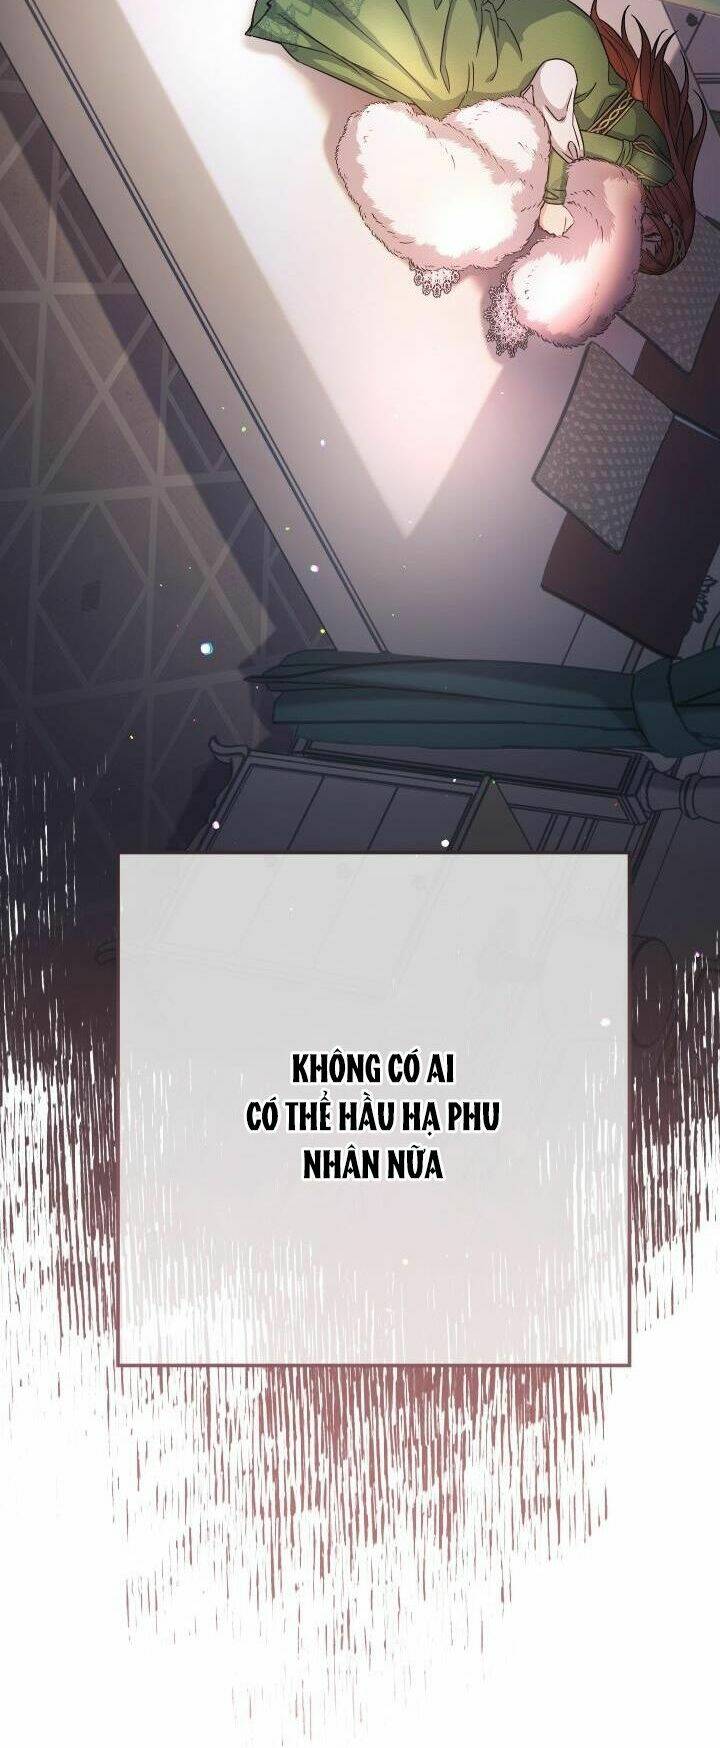 KHÔNG CÓ AI
CÓ THỂ HẦU HẠ PHU
NHÂN NỮA